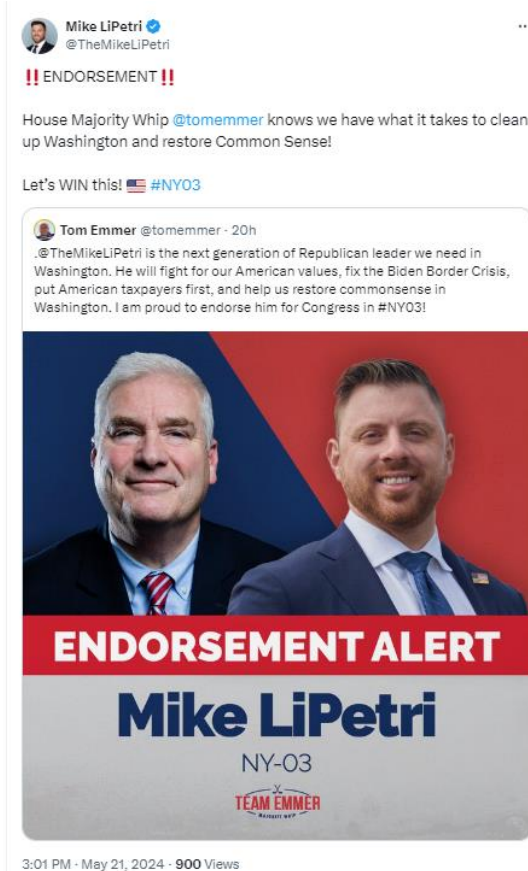 Mike LiPetri
@TheMikeLiPetri
‼️ENDORSEMENT‼️
House Majority Whip @tomemmer knows we have what it takes to clean
up Washington and restore Common Sense!
Let's WIN this! 🇺🇸 #NY03
Tom Emmer @tomemmer · 20h
.@TheMikeLiPetri is the next generation of Republican leader we need in
Washington. He will fight for our American values, fix the Biden Border Crisis,
put American taxpayers first, and help us restore commonsense in
Washington. I am proud to endorse him for Congress in #NY03!
ENDORSEMENT ALERT
Mike LiPetri
NY-03
TEAM EMMER
MAJORITY WHIP
3:01 PM · May 21, 2024 · 900 Views